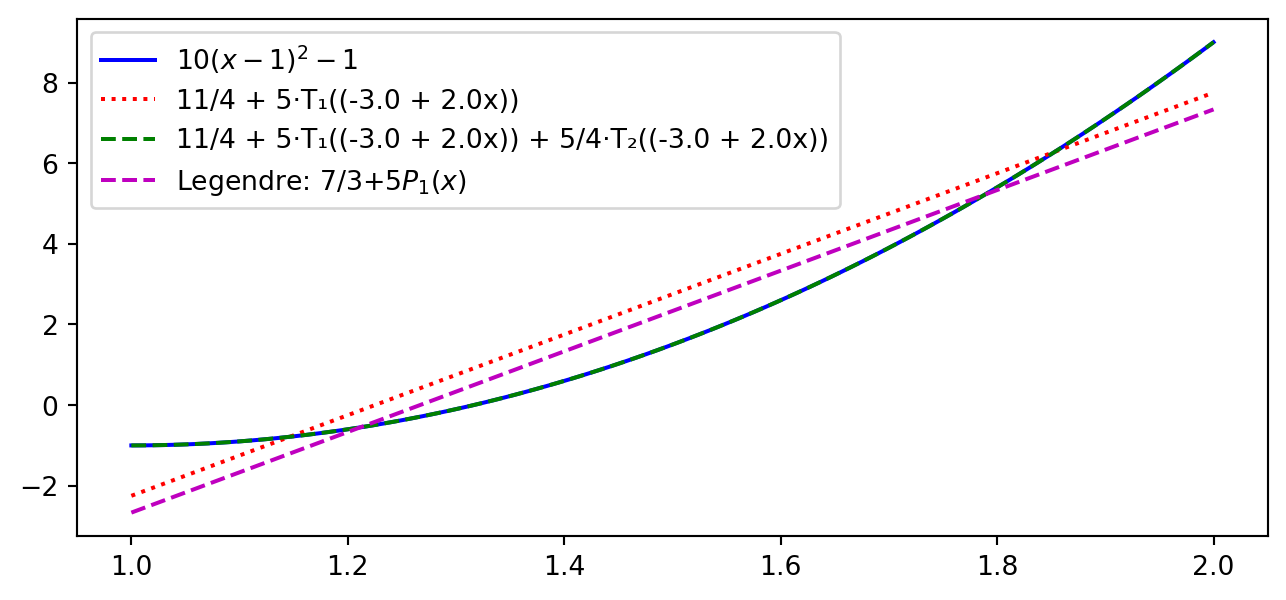 10(x − 1)² − 1
11/4 + 5·T₁((-3.0 + 2.0x))
11/4 + 5·T₁((-3.0 + 2.0x)) + 5/4·T₂((-3.0 + 2.0x))
Legendre: 7/3+5P₁(x)
8
6
4
2
0
−2
1.0 1.2 1.4 1.6 1.8 2.0